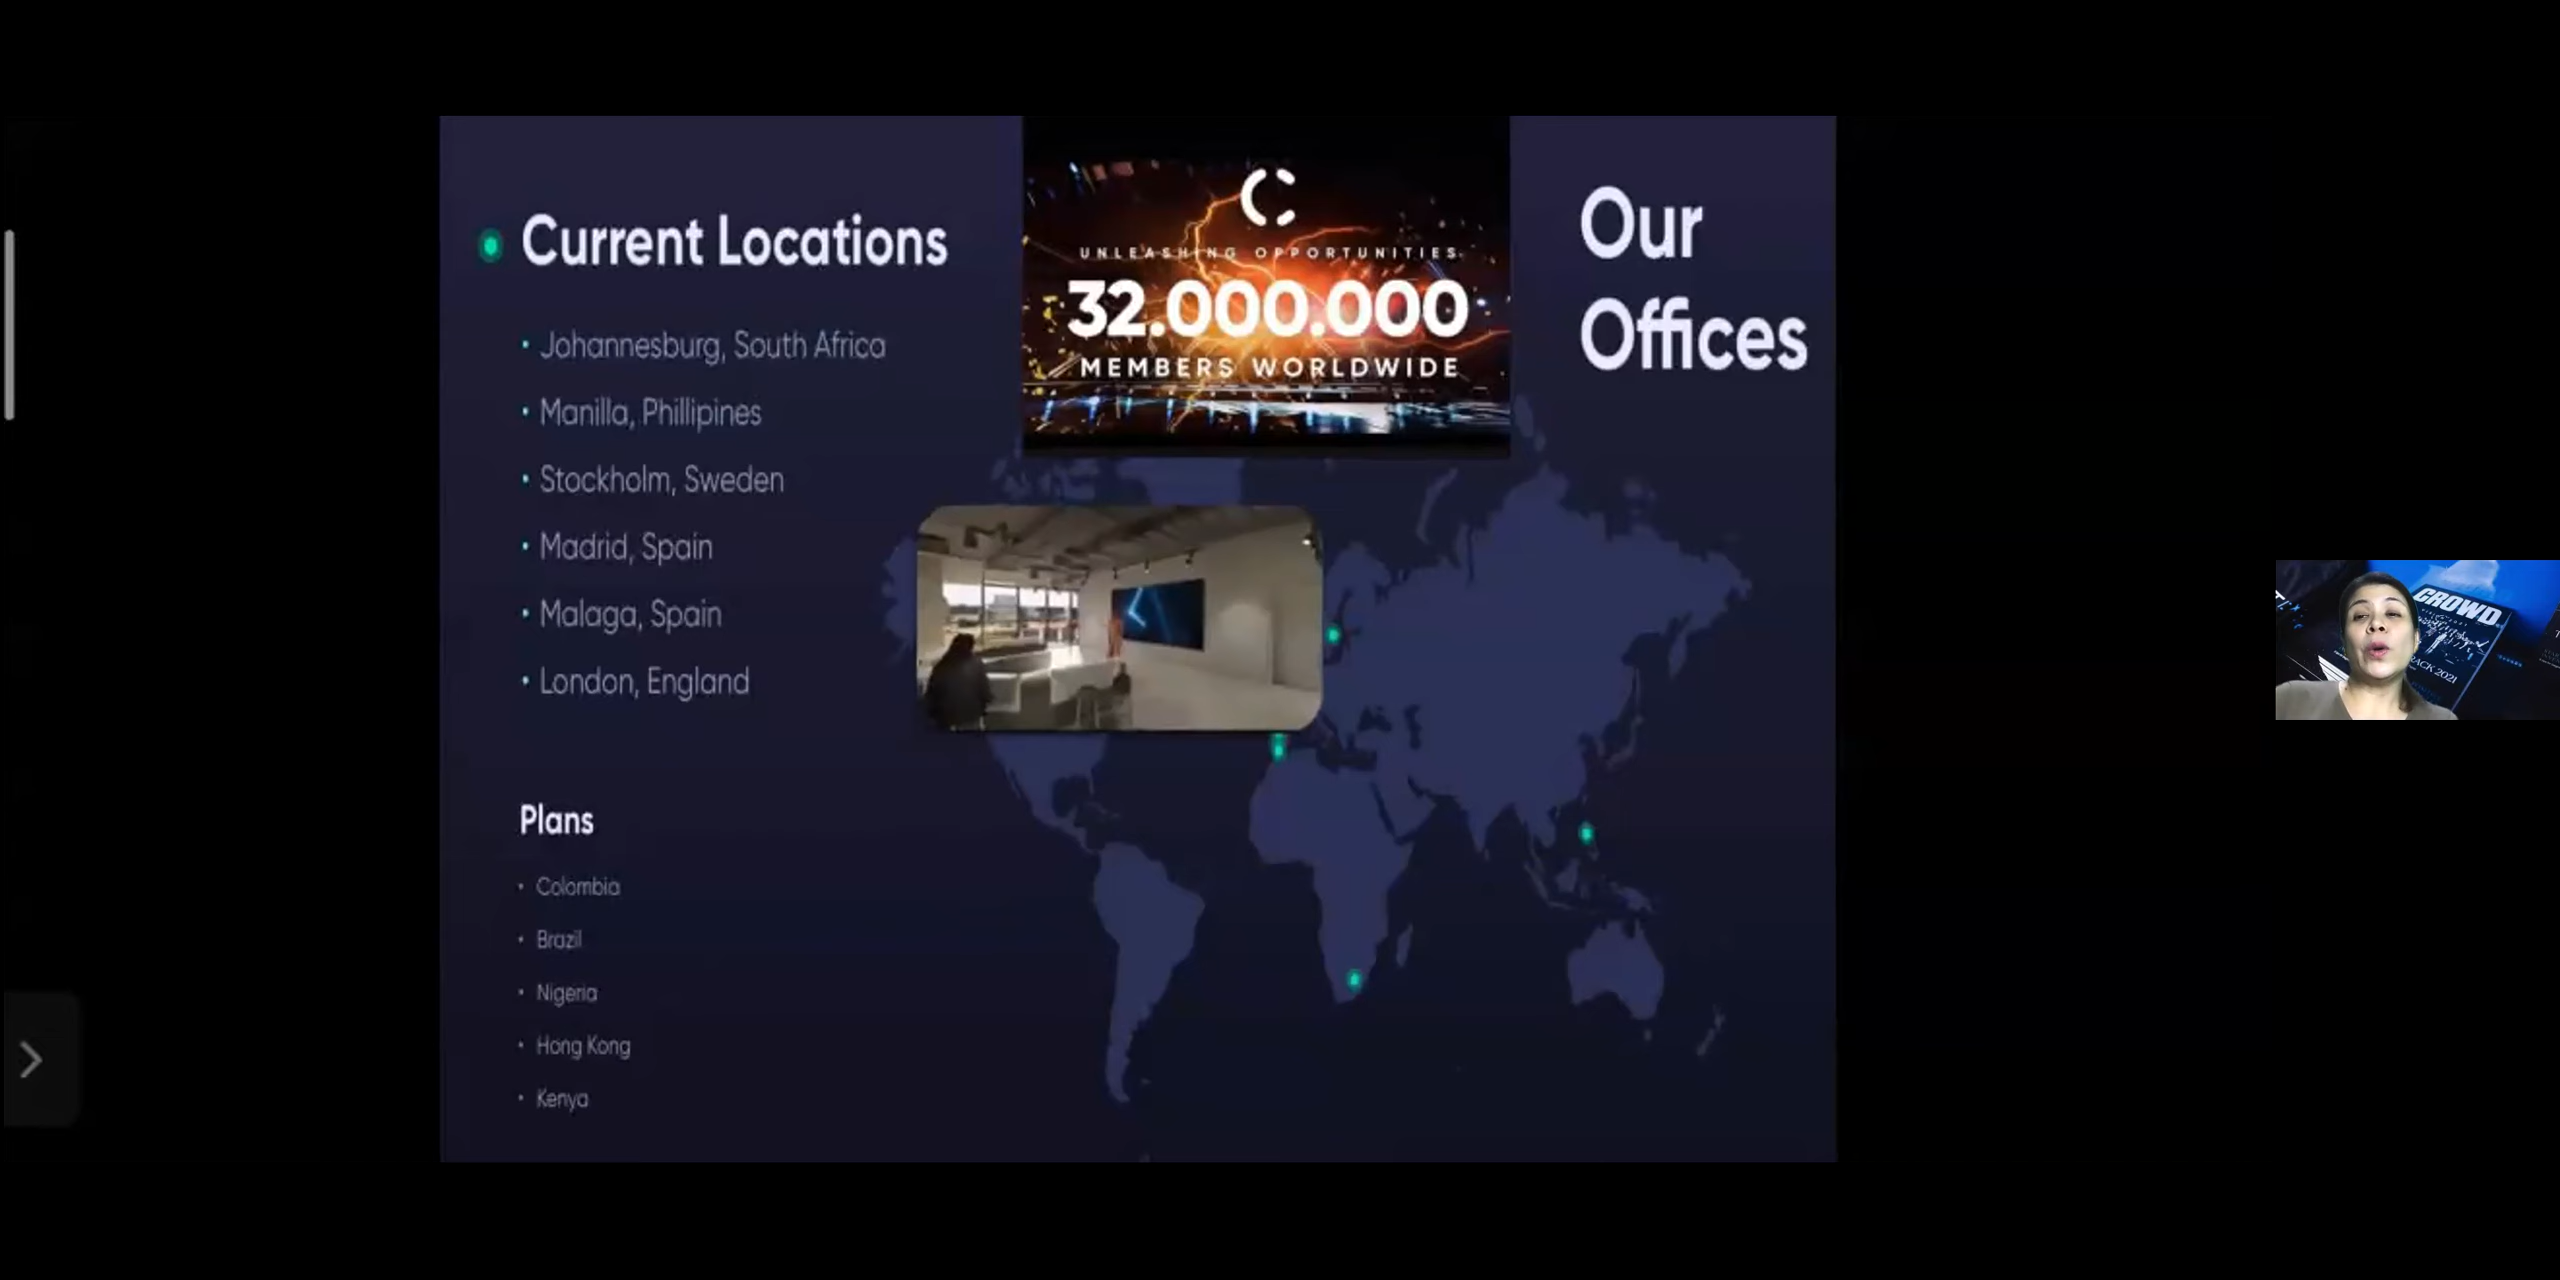 Current Locations
Johannesburg, South Africa
Manilla, Phillipines
Stockholm, Sweden
Madrid, Spain
Malaga, Spain
London, England
Plans
Colombia
Brazil
Nigeria
Hong Kong
Kenya
UNLEASHING OPPORTUNITIES
32.000.000
MEMBERS WORLDWIDE
Our
Offices
CROWD
2021